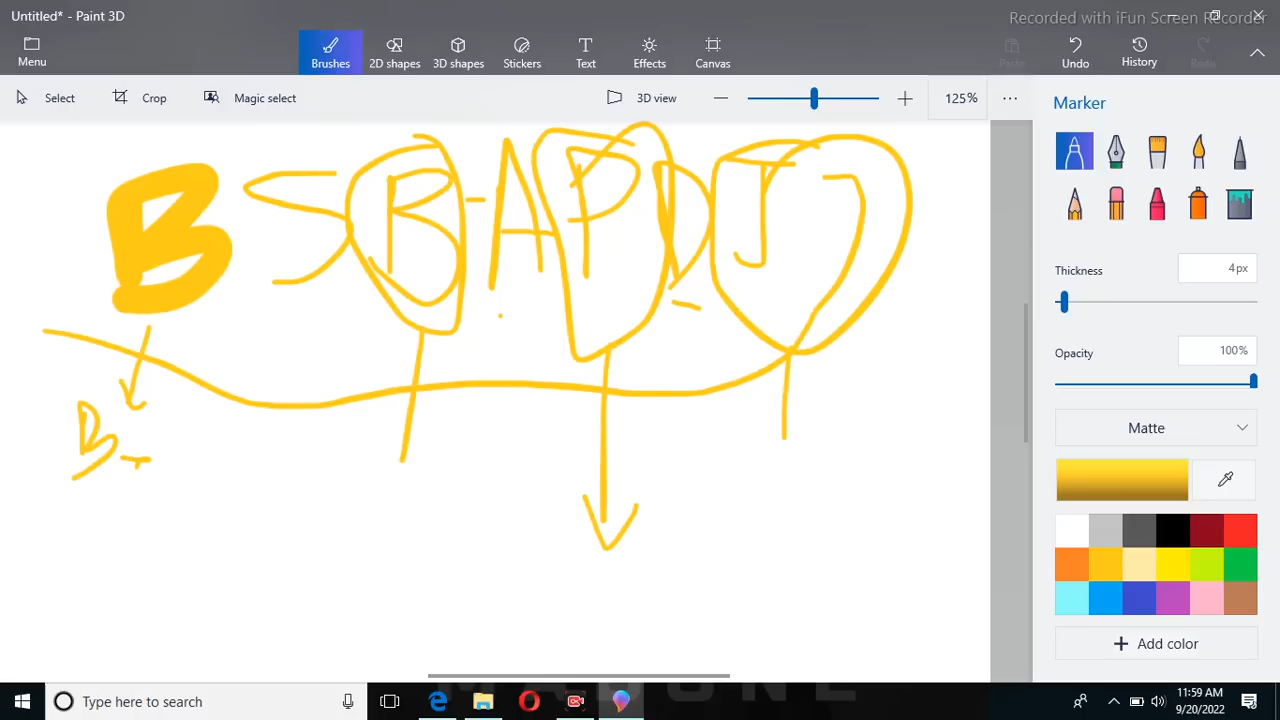 Untitled* - Paint 3D
Recorded with iFun Screen Recorder
Menu
Brushes
2D shapes
3D shapes
Stickers
Text
Effects
Canvas
Paste
Undo
History
Redo
Select
Crop
Magic select
3D view
125%
Marker
B S B - A P D J
B
Thickness
4px
Opacity
100%
Matte
Add color
Type here to search
11:59 AM
9/20/2022